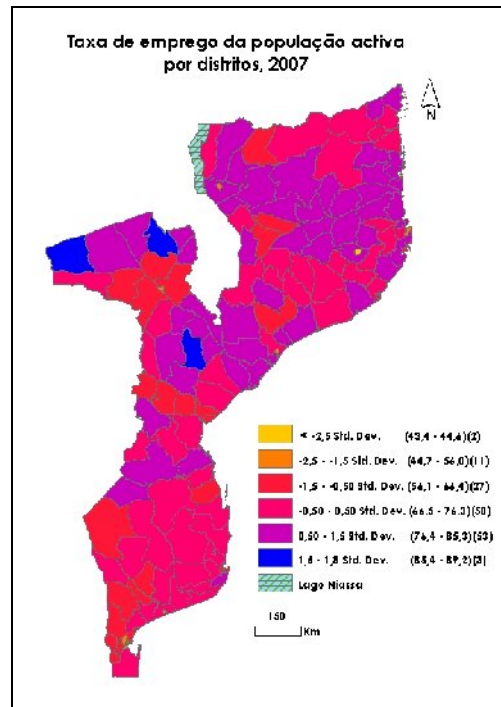 Taxa de emprego da população activa
por distritos, 2007
N
< -2,5 Std. Dev. (43,4 - 44,6)(2)
-2,5 - -1,5 Std. Dev. (44,7 - 56,0)(11)
-1,5 - -0,50 Std. Dev. (56,1 - 66,4)(27)
-0,50 - 0,50 Std. Dev. (66,5 - 76,3)(50)
0,50 - 1,5 Std. Dev. (76,4 - 85,3)(53)
1,5 - 1,8 Std. Dev. (85,4 - 89,2)(3)
Lago Niassa
150
Km